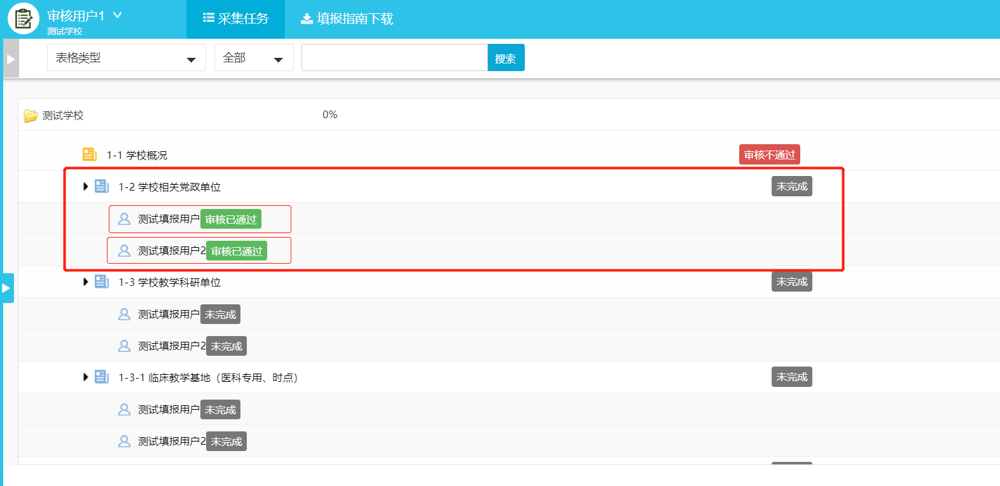 审核用户1
测试学校
采集任务
填报指南下载
表格类型
全部
搜索
测试学校 0%
1-1 学校概况 审核不通过
1-2 学校相关党政单位 未完成
测试填报用户 审核已通过
测试填报用户2 审核已通过
1-3 学校教学科研单位 未完成
测试填报用户 未完成
测试填报用户2 未完成
1-3-1 临床教学基地（医科专用、时点） 未完成
测试填报用户 未完成
测试填报用户2 未完成